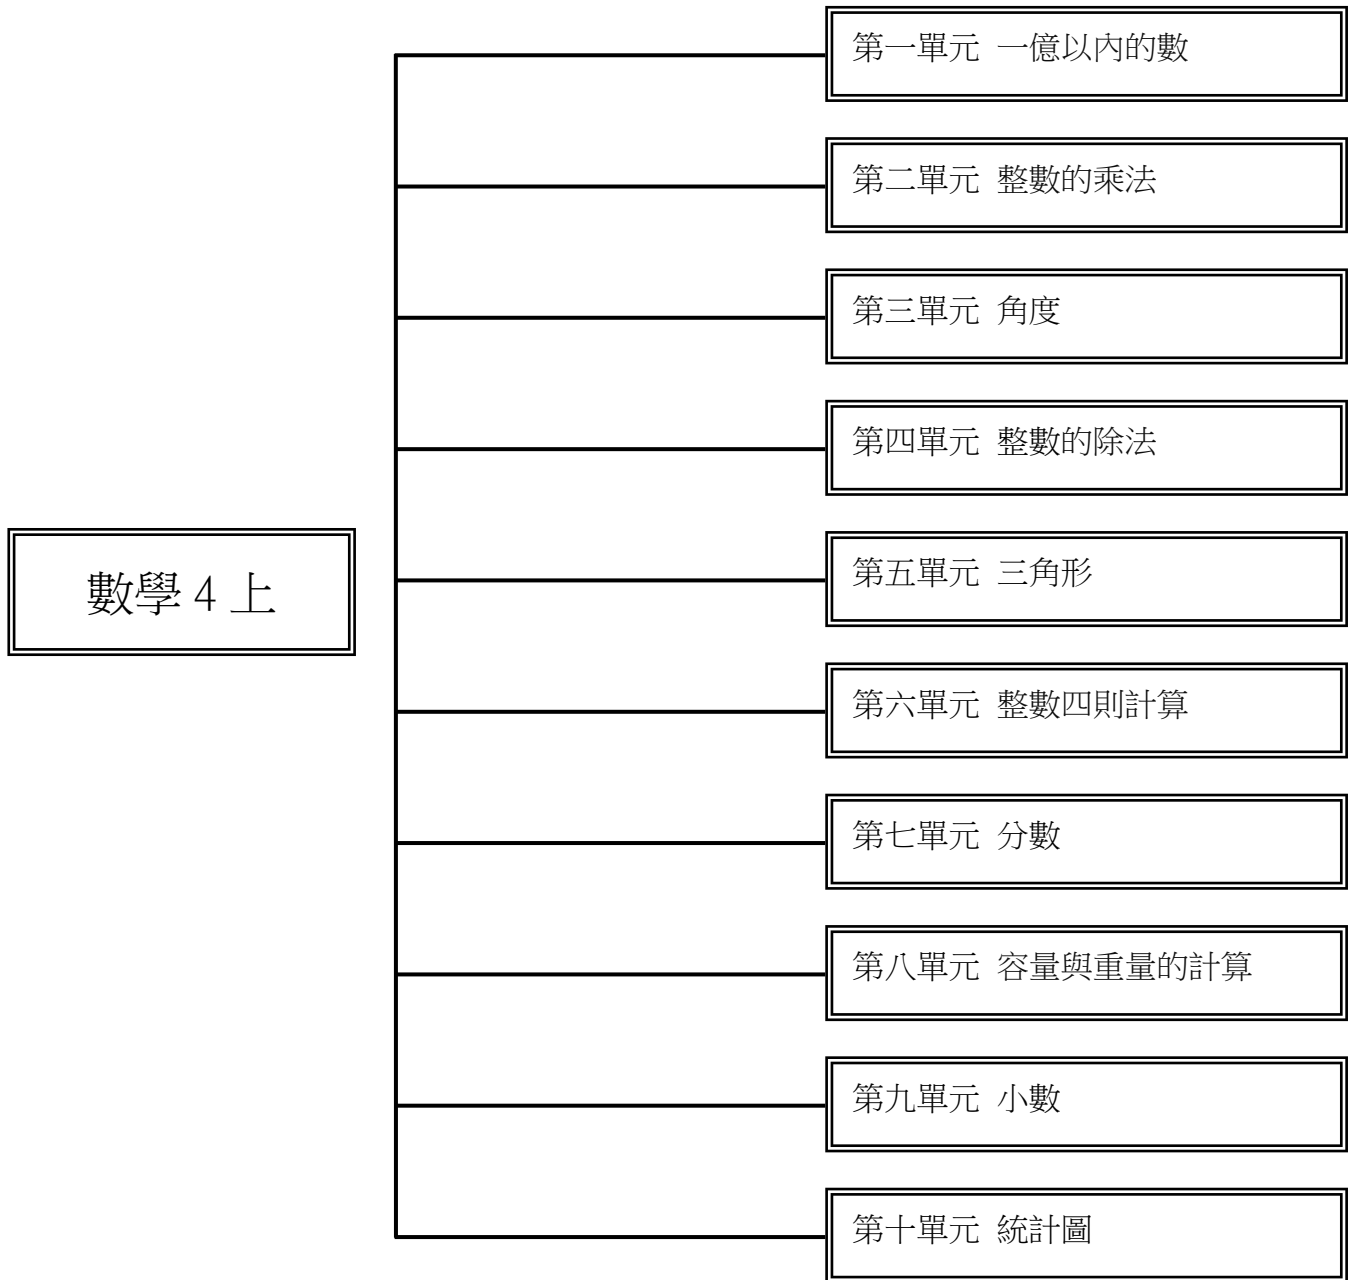 第一單元 一億以內的數
第二單元 整數的乘法
第三單元 角度
第四單元 整數的除法
第五單元 三角形
數學 4 上
第六單元 整數四則計算
第七單元 分數
第八單元 容量與重量的計算
第九單元 小數
第十單元 統計圖